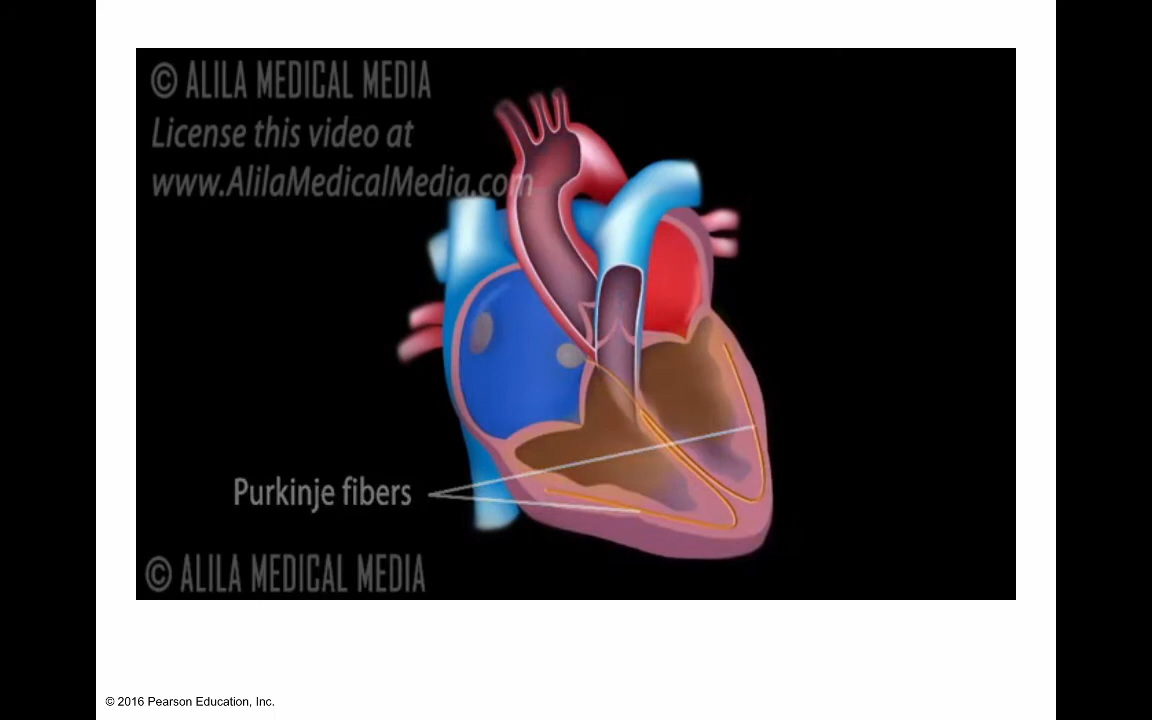 © ALILA MEDICAL MEDIA
License this video at
www.AlilaMedicalMedia.com
Purkinje fibers
© ALILA MEDICAL MEDIA
© 2016 Pearson Education, Inc.